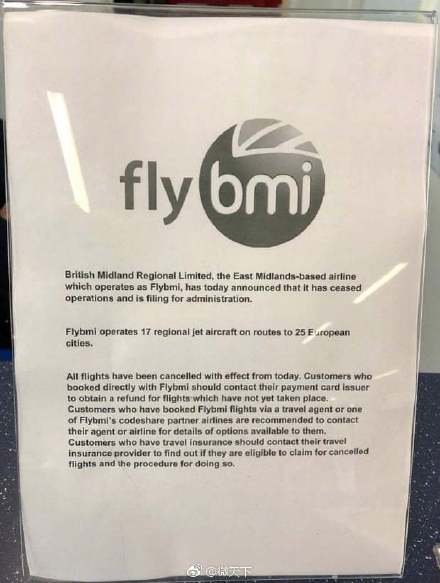 fly bmi
British Midland Regional Limited, the East Midlands-based airline
which operates as Flybmi, has today announced that it has ceased
operations and is filing for administration.
Flybmi operates 17 regional jet aircraft on routes to 25 European
cities.
All flights have been cancelled with effect from today. Customers who
booked directly with Flybmi should contact their payment card issuer
to obtain a refund for flights which have not yet taken place.
Customers who have booked Flybmi flights via a travel agent or one
of Flybmi's codeshare partner airlines are recommended to contact
their agent or airline for details of options available to them.
Customers who have travel insurance should contact their travel
insurance provider to find out if they are eligible to claim for cancelled
flights and the procedure for doing so.
@微天下